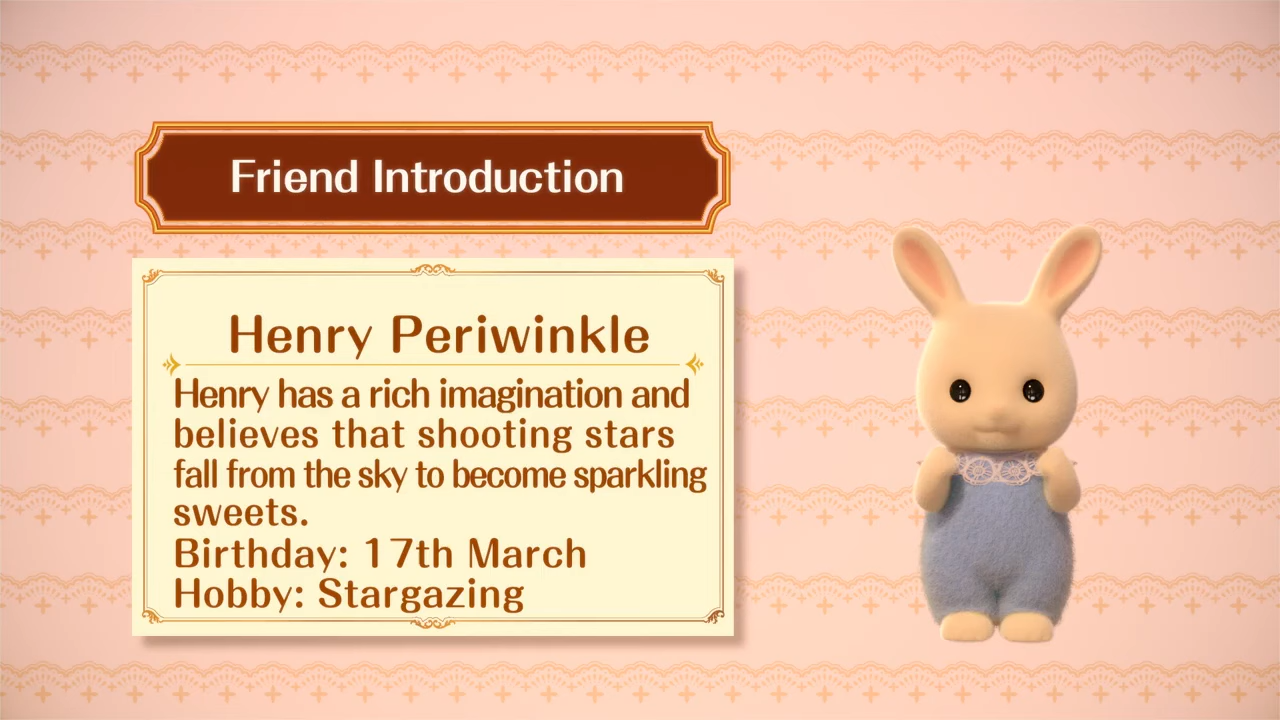 Friend Introduction
Henry Periwinkle
Henry has a rich imagination and
believes that shooting stars
fall from the sky to become sparkling
sweets.
Birthday: 17th March
Hobby: Stargazing